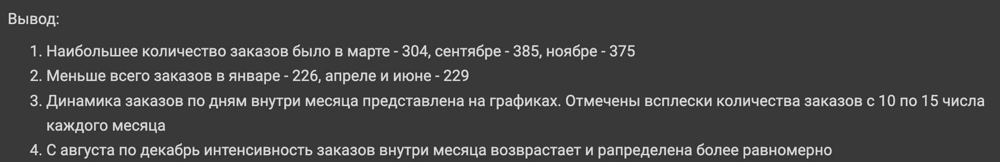 Вывод:
1. Наибольшее количество заказов было в марте - 304, сентябре - 385, ноябре - 375
2. Меньше всего заказов в январе - 226, апреле и июне - 229
3. Динамика заказов по дням внутри месяца представлена на графиках. Отмечены всплески количества заказов с 10 по 15 числа
каждого месяца
4. С августа по декабрь интенсивность заказов внутри месяца возврастает и рапределена более равномерно